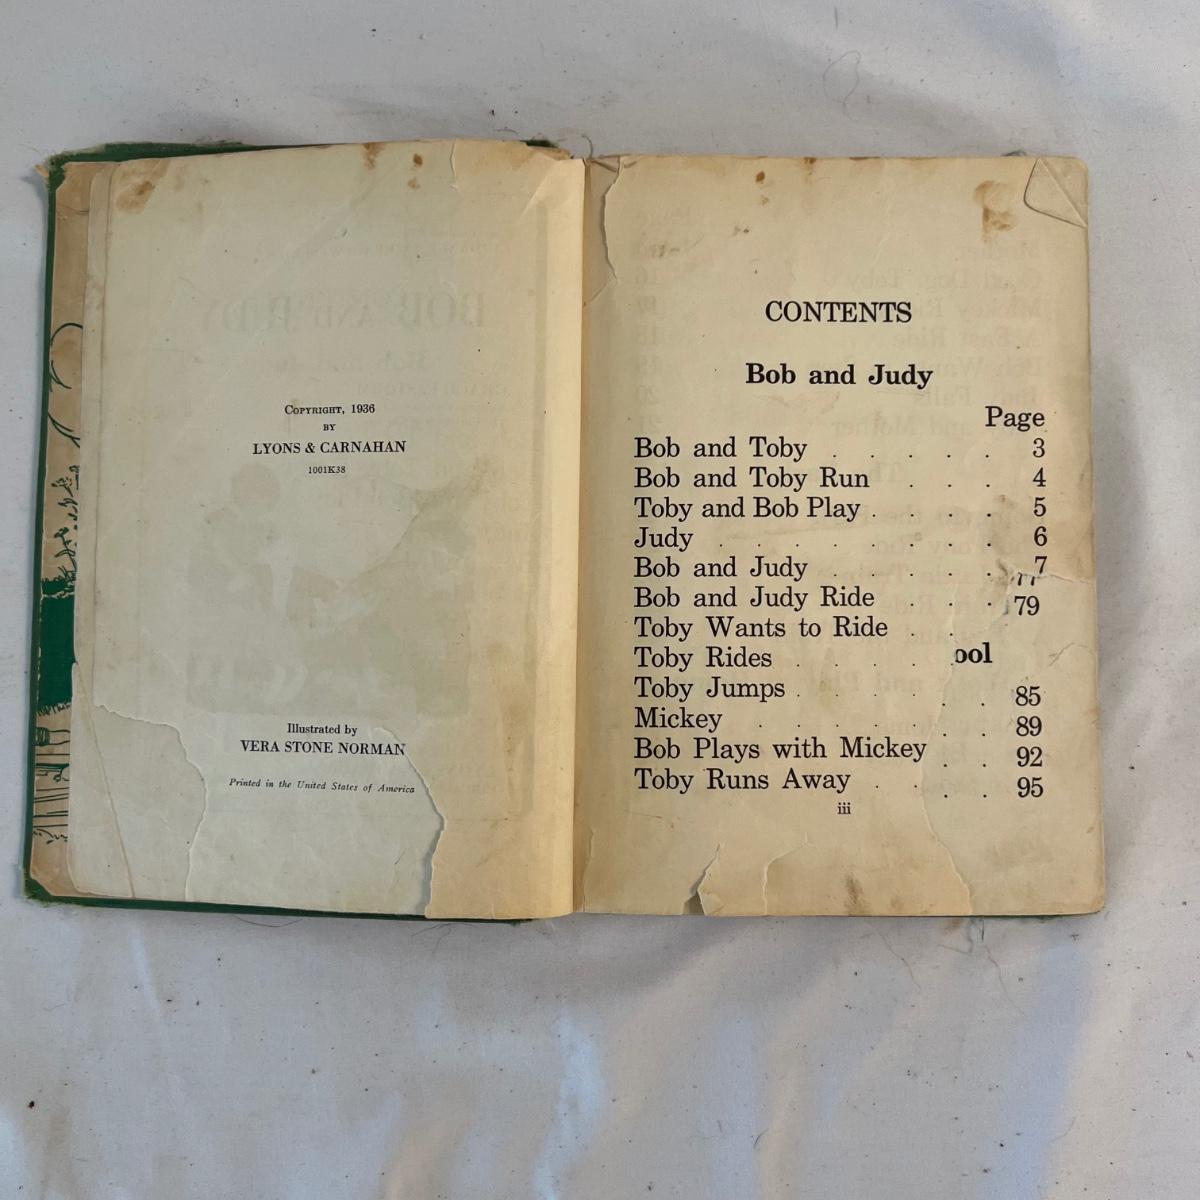 COPYRIGHT, 1936
BY
LYONS & CARNAHAN
1001K38
Illustrated by
VERA STONE NORMAN
Printed in the United States of America
CONTENTS
Bob and Judy
Page
Bob and Toby . . . . . 3
Bob and Toby Run . . . 4
Toby and Bob Play . . . . 5
Judy . . . . . . . 6
Bob and Judy . . . . . 7
Bob and Judy Ride . . . 79
Toby Wants to Ride . .
Toby Rides . . . . ool
Toby Jumps . . . . . 85
Mickey . . . . . . 89
Bob Plays with Mickey . . 92
Toby Runs Away . . . . 95
iii